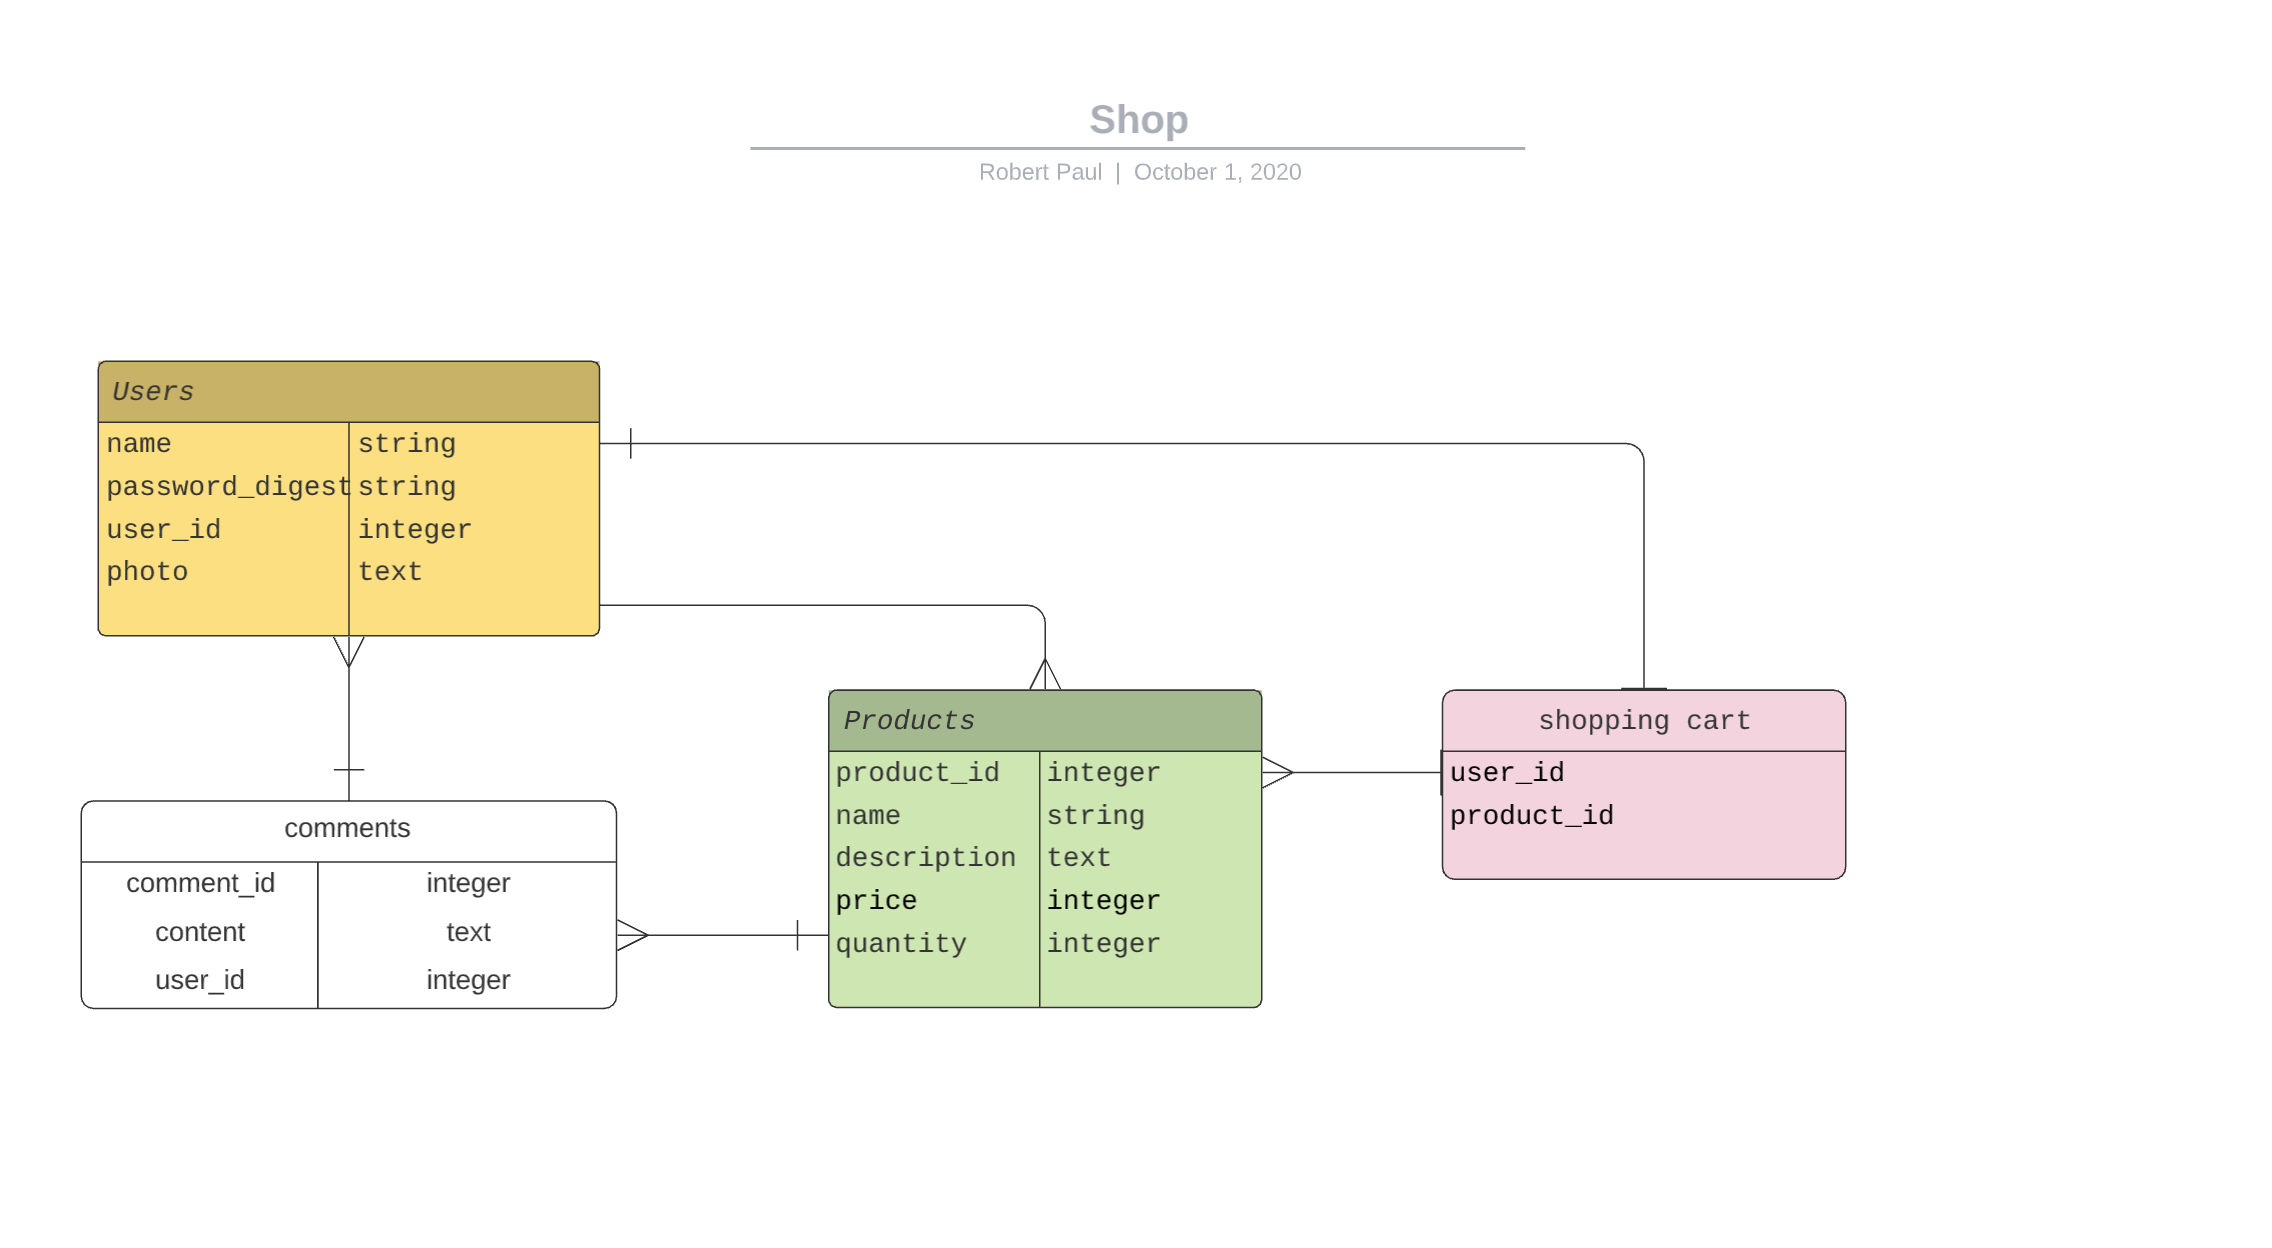 Shop
Robert Paul | October 1, 2020
Users
name string
password_digest string
user_id integer
photo text
Products
product_id integer
name string
description text
price integer
quantity integer
shopping cart
user_id
product_id
comments
comment_id integer
content text
user_id integer